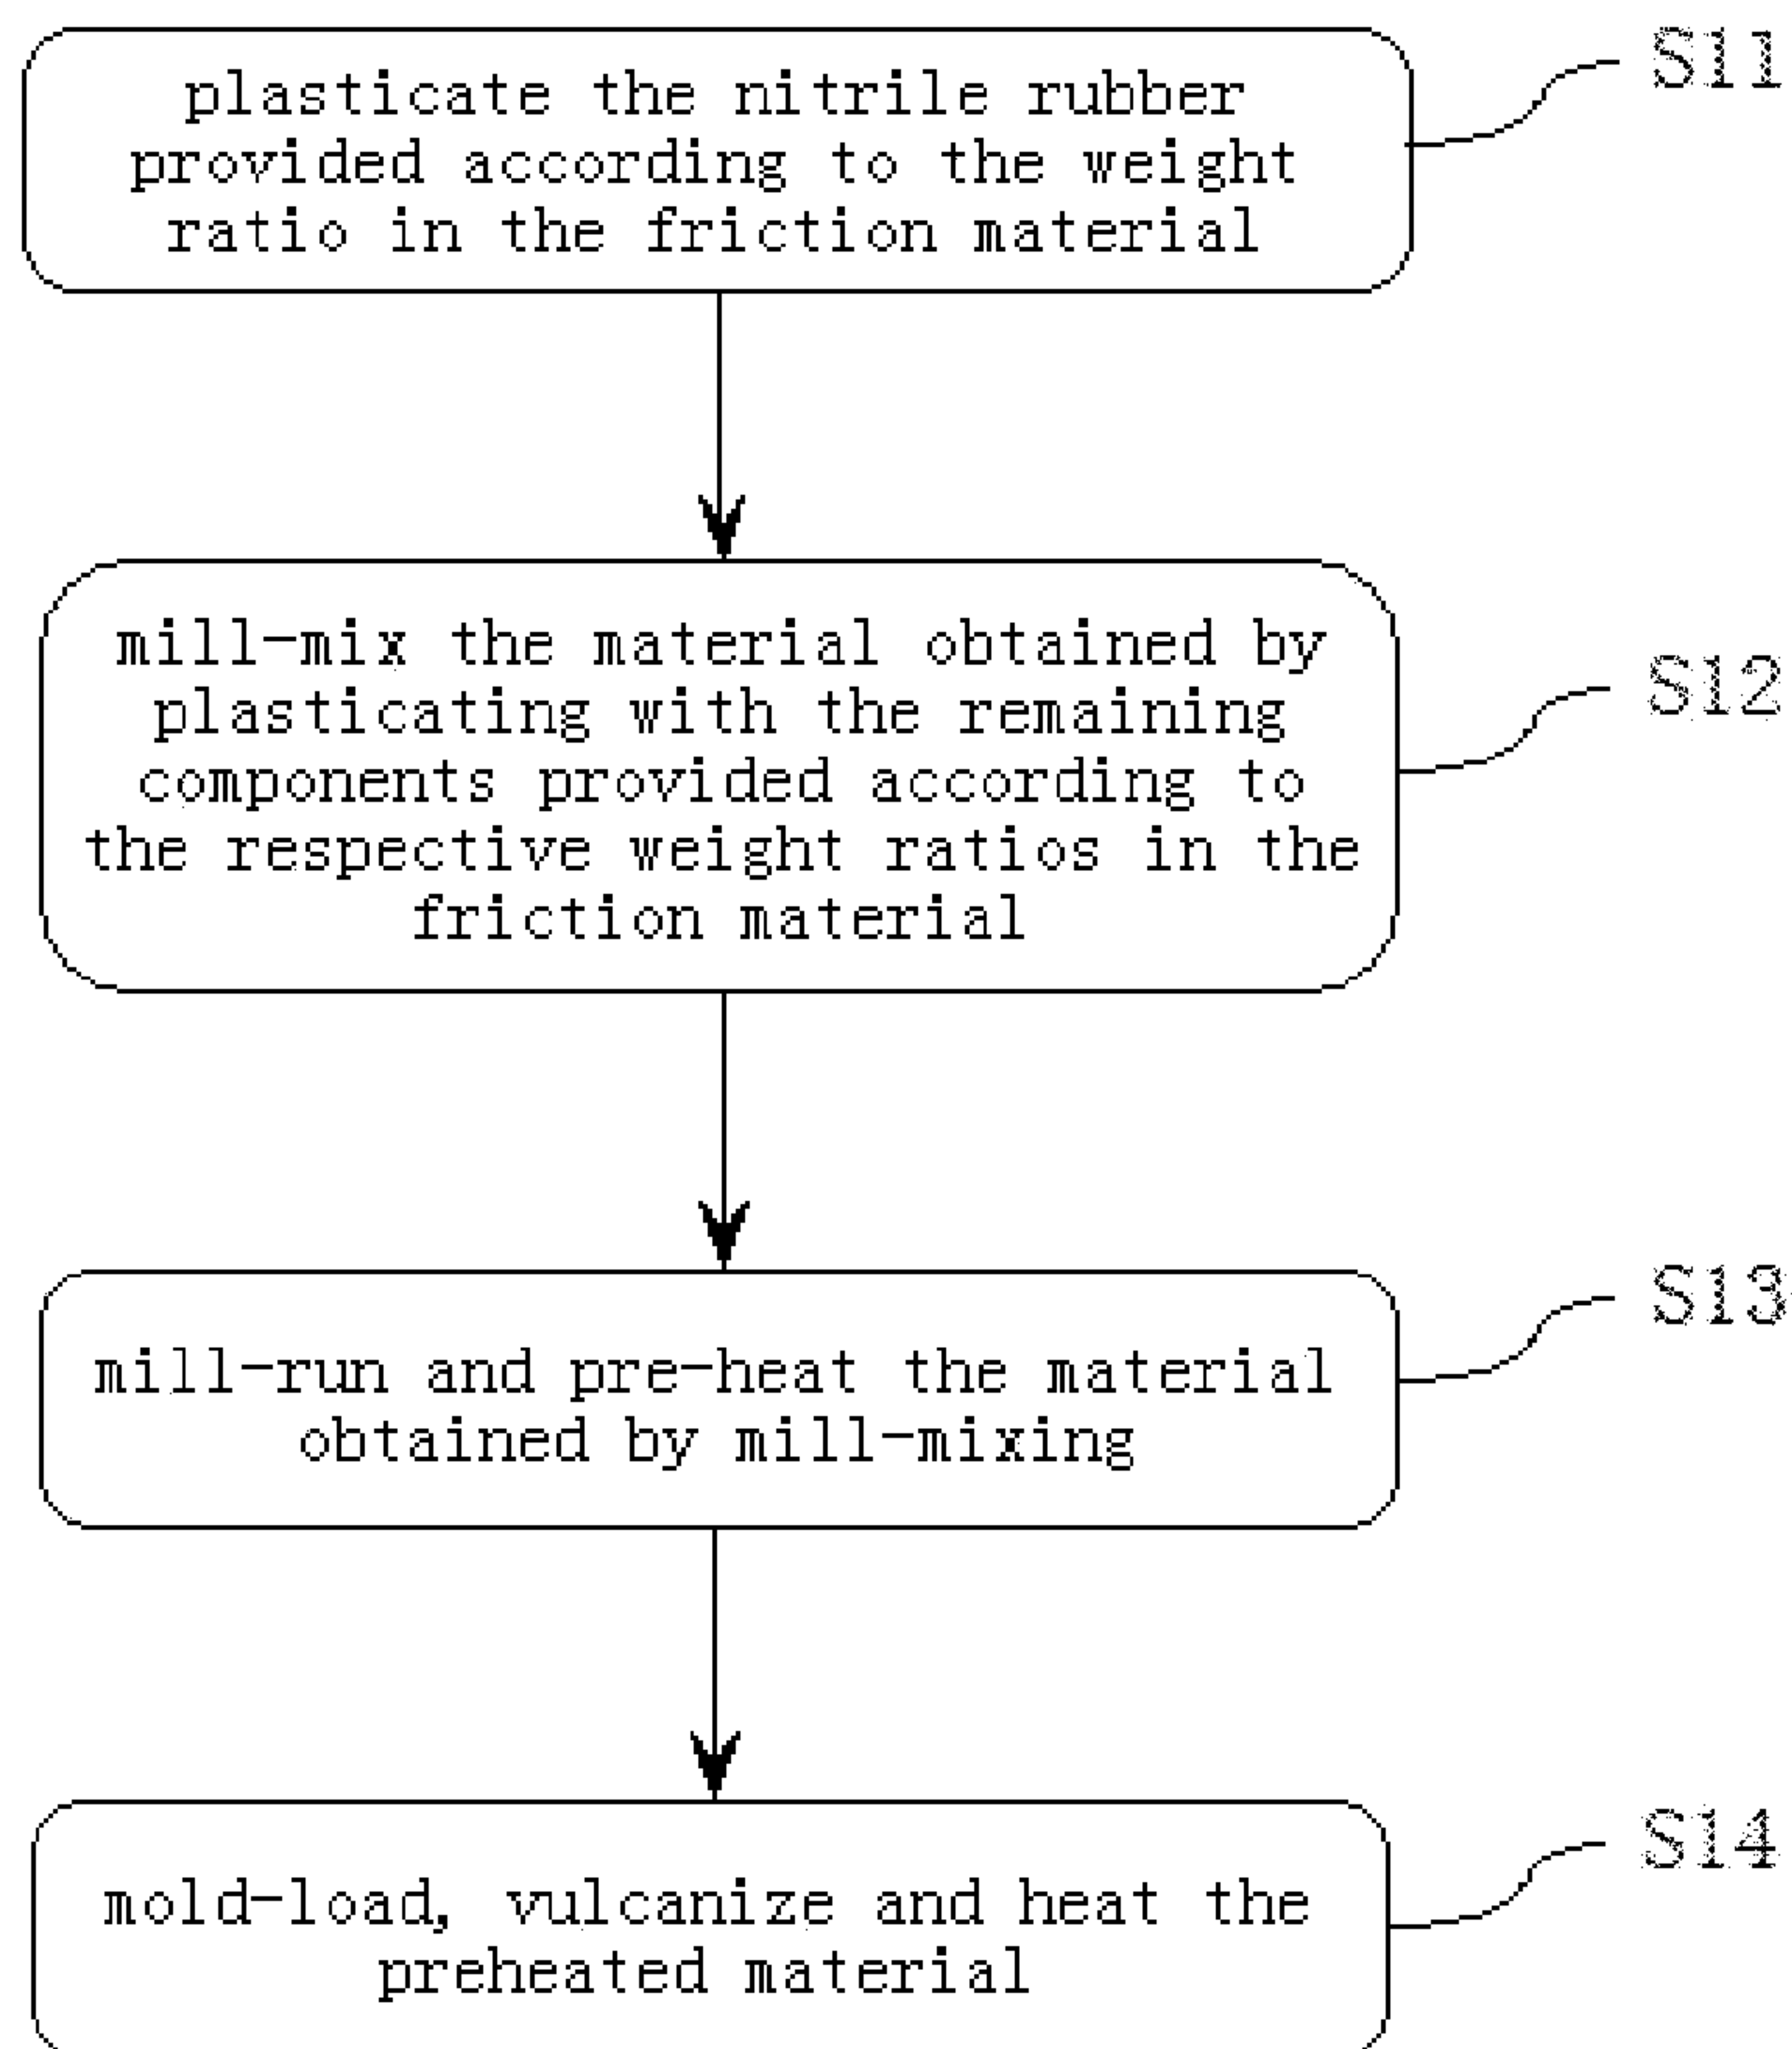 plasticate the nitrile rubber
provided according to the weight
ratio in the friction material
S11
mill-mix the material obtained by
plasticating with the remaining
components provided according to
the respective weight ratios in the
friction material
S12
mill-run and pre-heat the material
obtained by mill-mixing
S13
mold-load, vulcanize and heat the
preheated material
S14